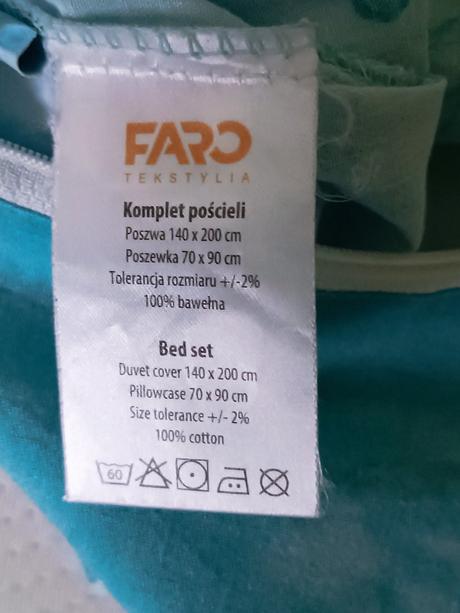 FARO
TEKSTYLIA
Komplet pościeli
Poszwa 140 x 200 cm
Poszewka 70 x 90 cm
Tolerancja rozmiaru +/-2%
100% bawełna
Bed set
Duvet cover 140 x 200 cm
Pillowcase 70 x 90 cm
Size tolerance +/- 2%
100% cotton
60